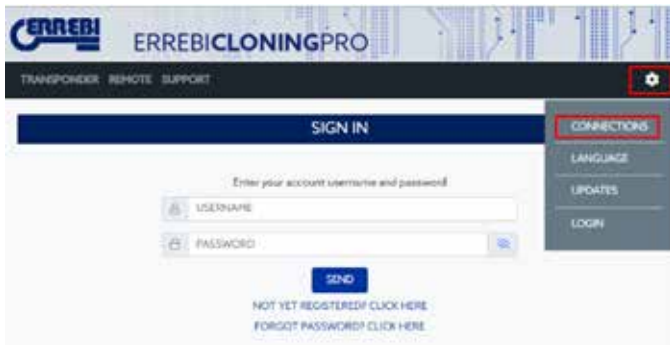 ERREBI
ERREBICLONINGPRO
TRANSPONDER REMOTE SUPPORT
SIGN IN
CONNECTIONS
LANGUAGE
UPDATES
LOGIN
Enter your account username and password
USERNAME
PASSWORD
SEND
NOT YET REGISTERED? CLICK HERE
FORGOT PASSWORD? CLICK HERE